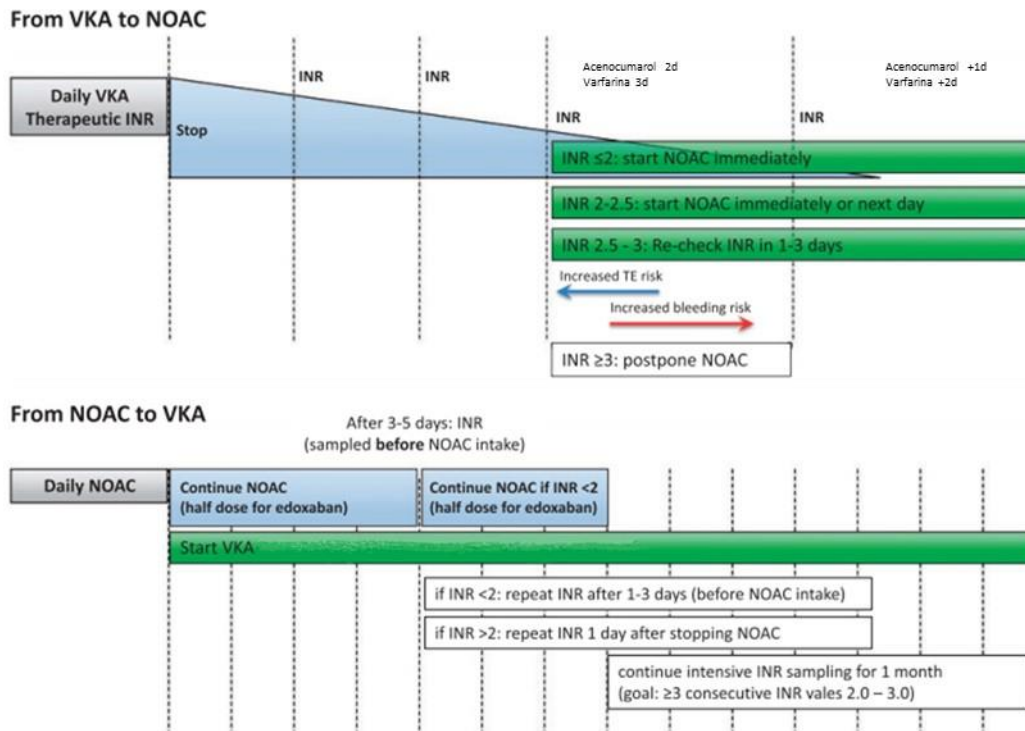 From VKA to NOAC
Acenocumarol 2d
Varfarina 3d
Acenocumarol +1d
Varfarina +2d
INR
INR
INR
INR
Daily VKA
Therapeutic INR
Stop
INR ≤2: start NOAC immediately
INR 2-2.5: start NOAC immediately or next day
INR 2.5 - 3: Re-check INR in 1-3 days
Increased TE risk
Increased bleeding risk
INR ≥3: postpone NOAC
From NOAC to VKA
After 3-5 days: INR
(sampled before NOAC intake)
Daily NOAC
Continue NOAC
(half dose for edoxaban)
Continue NOAC if INR <2
(half dose for edoxaban)
Start VKA
if INR <2: repeat INR after 1-3 days (before NOAC intake)
if INR >2: repeat INR 1 day after stopping NOAC
continue intensive INR sampling for 1 month
(goal: ≥3 consecutive INR vales 2.0 – 3.0)